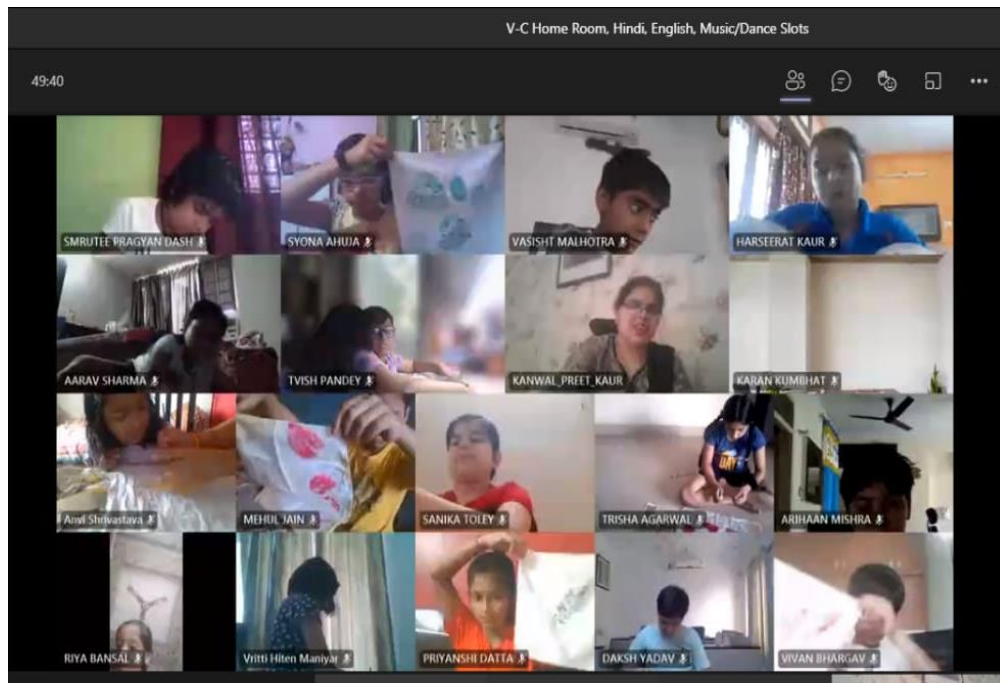 V-C Home Room, Hindi, English, Music/Dance Slots
49:40
SMRUTEE PRAGYAN DASH
SYONA AHUJA
VASISHT MALHOTRA
HARSEERAT KAUR
AARAV SHARMA
TVISH PANDEY
KANWAL_PREET_KAUR
KARAN KUMBHAT
Anvi Shrivastava
MEHUL JAIN
SANIKA TOLEY
TRISHA AGARWAL
DAY
ARIHAAN MISHRA
RIYA BANSAL
Vritti Hiten Maniyar
PRIYANSHI DATTA
DAKSH YADAV
VIVAN BHARGAV